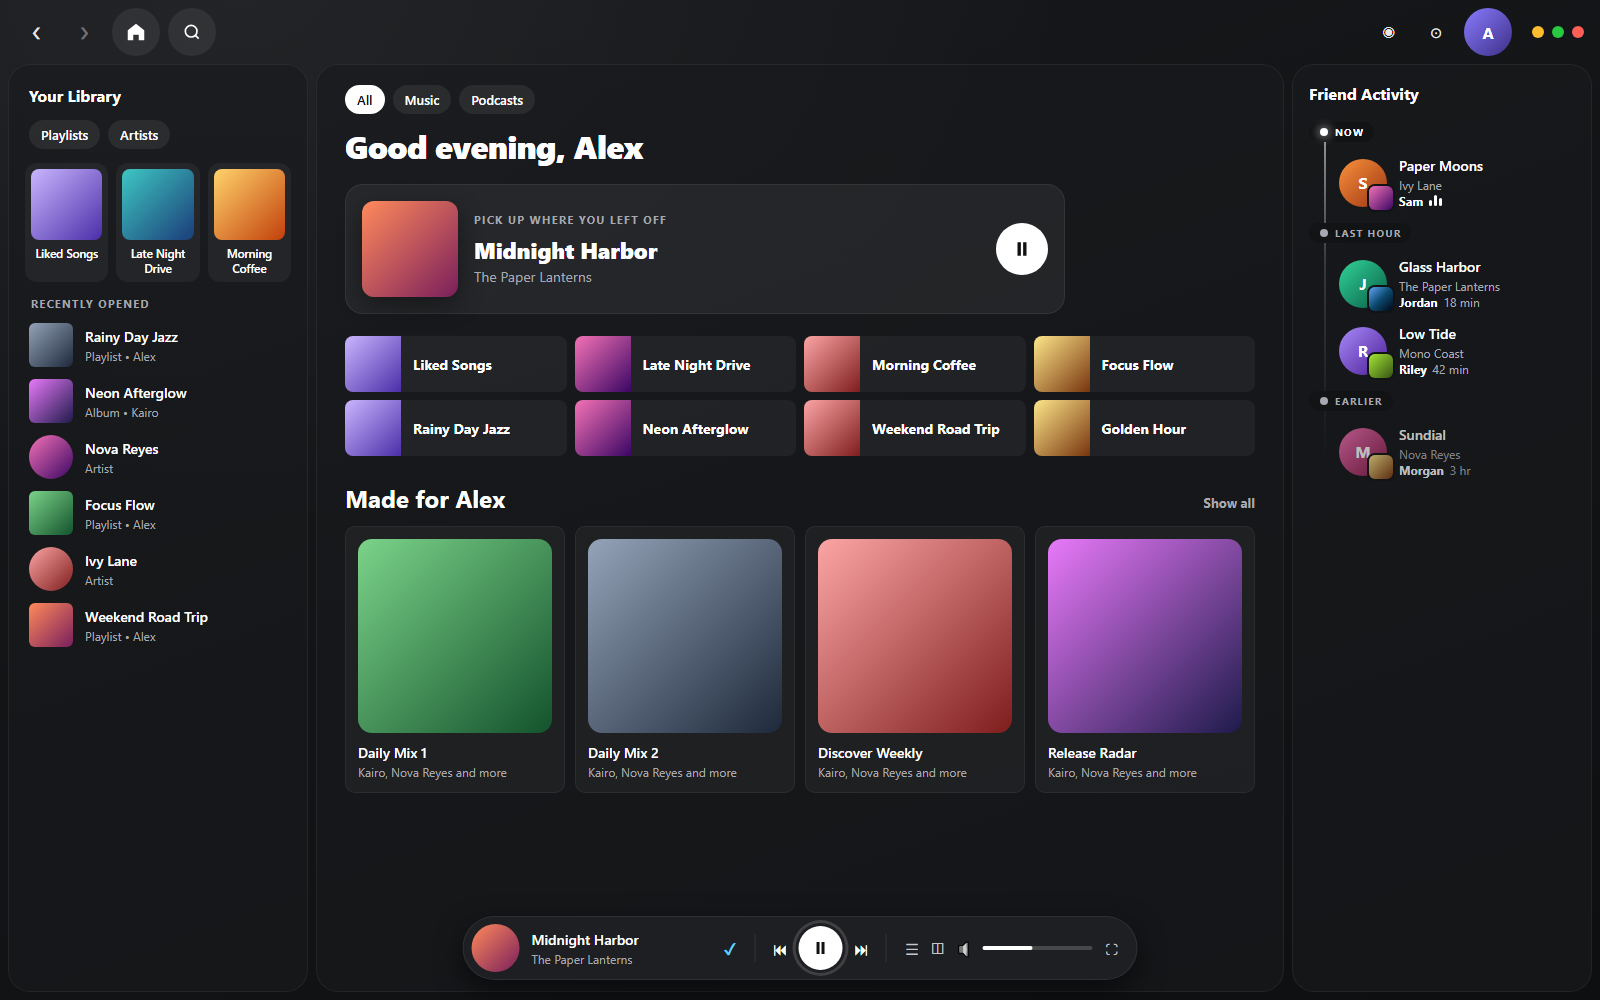 A
Your Library
Playlists
Artists
Liked Songs
Late Night
Drive
Morning
Coffee
RECENTLY OPENED
Rainy Day Jazz
Playlist • Alex
Neon Afterglow
Album • Kairo
Nova Reyes
Artist
Focus Flow
Playlist • Alex
Ivy Lane
Artist
Weekend Road Trip
Playlist • Alex
All
Music
Podcasts
Good evening, Alex
PICK UP WHERE YOU LEFT OFF
Midnight Harbor
The Paper Lanterns
Liked Songs
Late Night Drive
Morning Coffee
Focus Flow
Rainy Day Jazz
Neon Afterglow
Weekend Road Trip
Golden Hour
Made for Alex
Show all
Daily Mix 1
Kairo, Nova Reyes and more
Daily Mix 2
Kairo, Nova Reyes and more
Discover Weekly
Kairo, Nova Reyes and more
Release Radar
Kairo, Nova Reyes and more
Friend Activity
NOW
S
Paper Moons
Ivy Lane
Sam
LAST HOUR
J
Glass Harbor
The Paper Lanterns
Jordan 18 min
R
Low Tide
Mono Coast
Riley 42 min
EARLIER
M
Sundial
Nova Reyes
Morgan 3 hr
Midnight Harbor
The Paper Lanterns